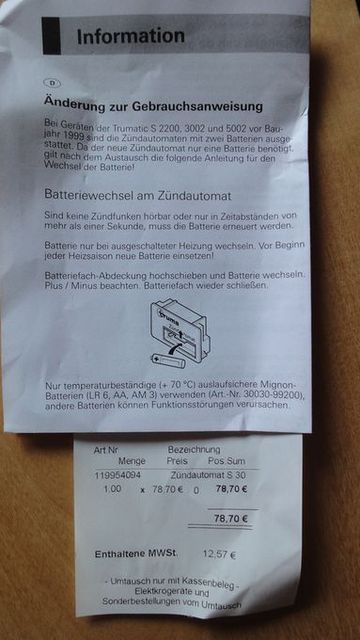 Information
D
Änderung zur Gebrauchsanweisung
Bei Geräten der Trumatic S 2200, 3002 und 5002 vor Bau-
jahr 1999 sind die Zündautomaten mit zwei Batterien ausge-
stattet. Da der neue Zündautomat nur eine Batterie benötigt,
gilt nach dem Austausch die folgende Anleitung für den
Wechsel der Batterie!
Batteriewechsel am Zündautomat
Sind keine Zündfunken hörbar oder nur in Zeitabständen von
mehr als einer Sekunde, muss die Batterie erneuert werden.
Batterie nur bei ausgeschalteter Heizung wechseln. Vor Beginn
jeder Heizsaison neue Batterie einsetzen!
Batteriefach-Abdeckung hochschieben und Batterie wechseln.
Plus / Minus beachten. Batteriefach wieder schließen.
Truma
Nur temperaturbeständige (+ 70 °C) auslaufsichere Mignon-
Batterien (LR 6, AA, AM 3) verwenden (Art.-Nr. 30030-99200),
andere Batterien können Funktionsstörungen verursachen.
Art Nr Bezeichnung
Menge Preis Pos.Sum
119954094 Zündautomat S 30
1,00 x 78,70 € 0 78,70 €
78,70 €
Enthaltene MWSt. 12,57 €
- Umtausch nur mit Kassenbeleg -
Elektkrogeräte und
Sonderbestellungen vom Umtausch